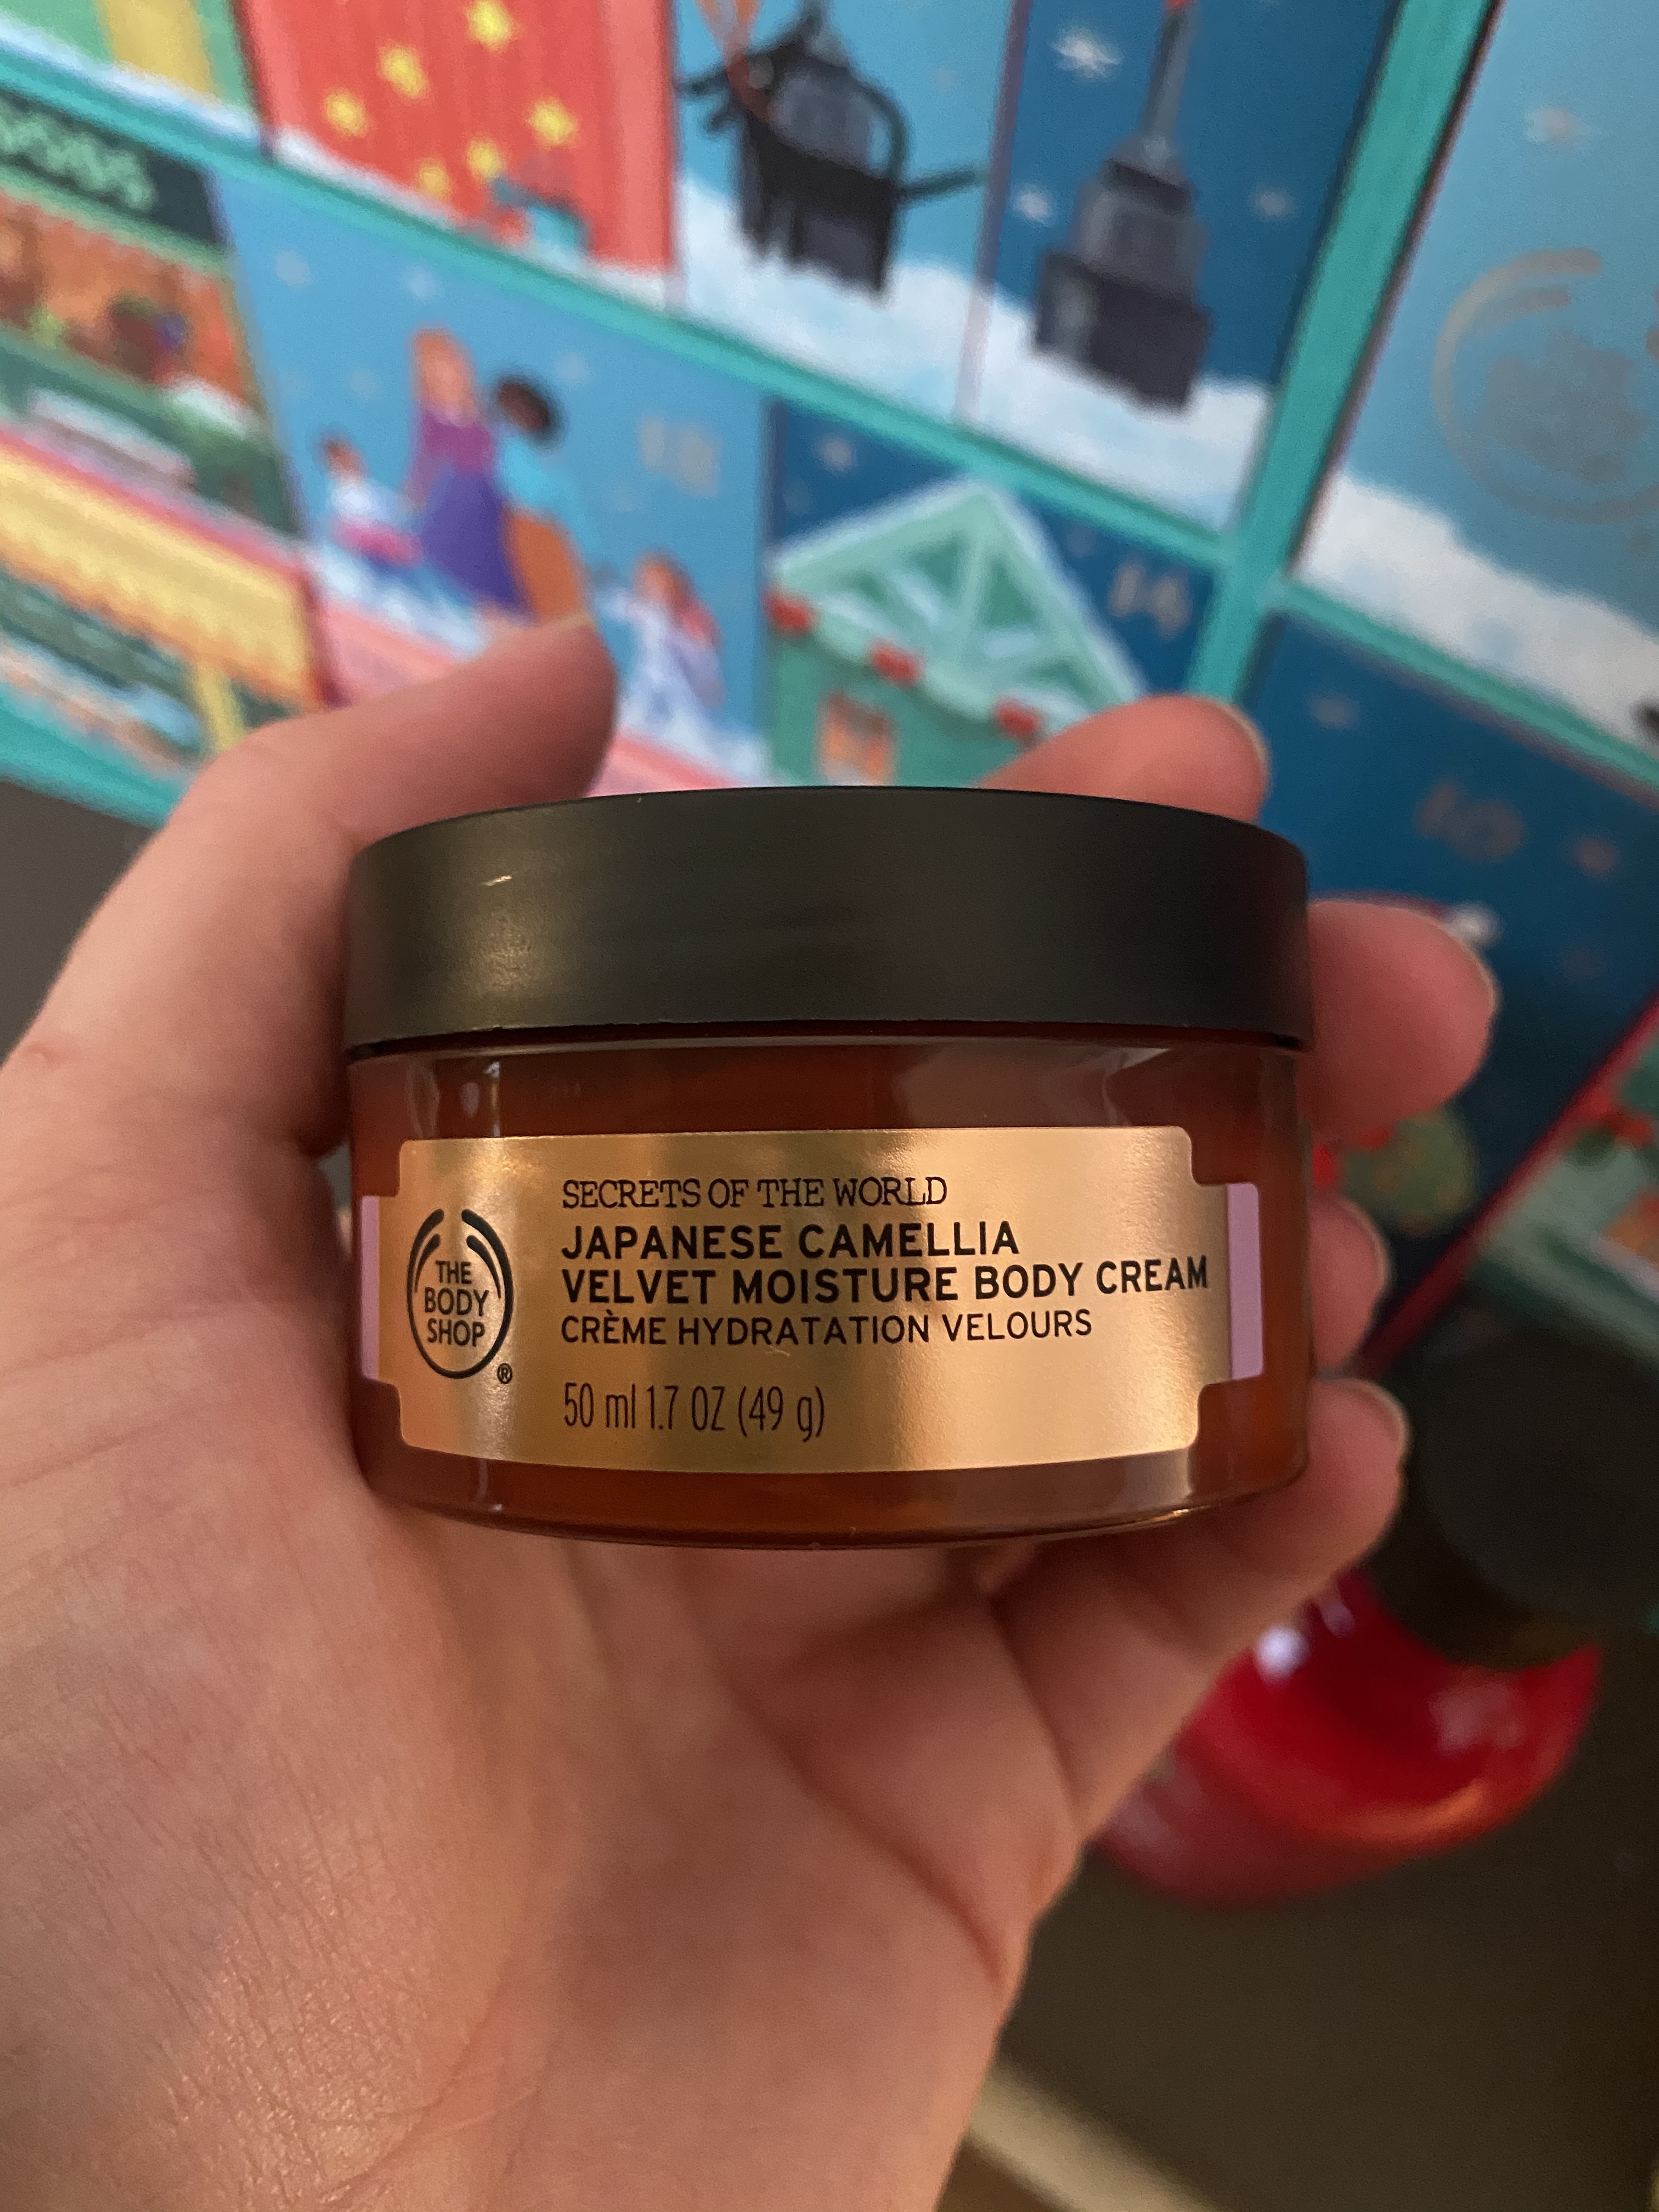 THE
BODY
SHOP
®
SECRETS OF THE WORLD
JAPANESE CAMELLIA
VELVET MOISTURE BODY CREAM
CRÈME HYDRATATION VELOURS
50 ml 1.7 OZ (49 g)